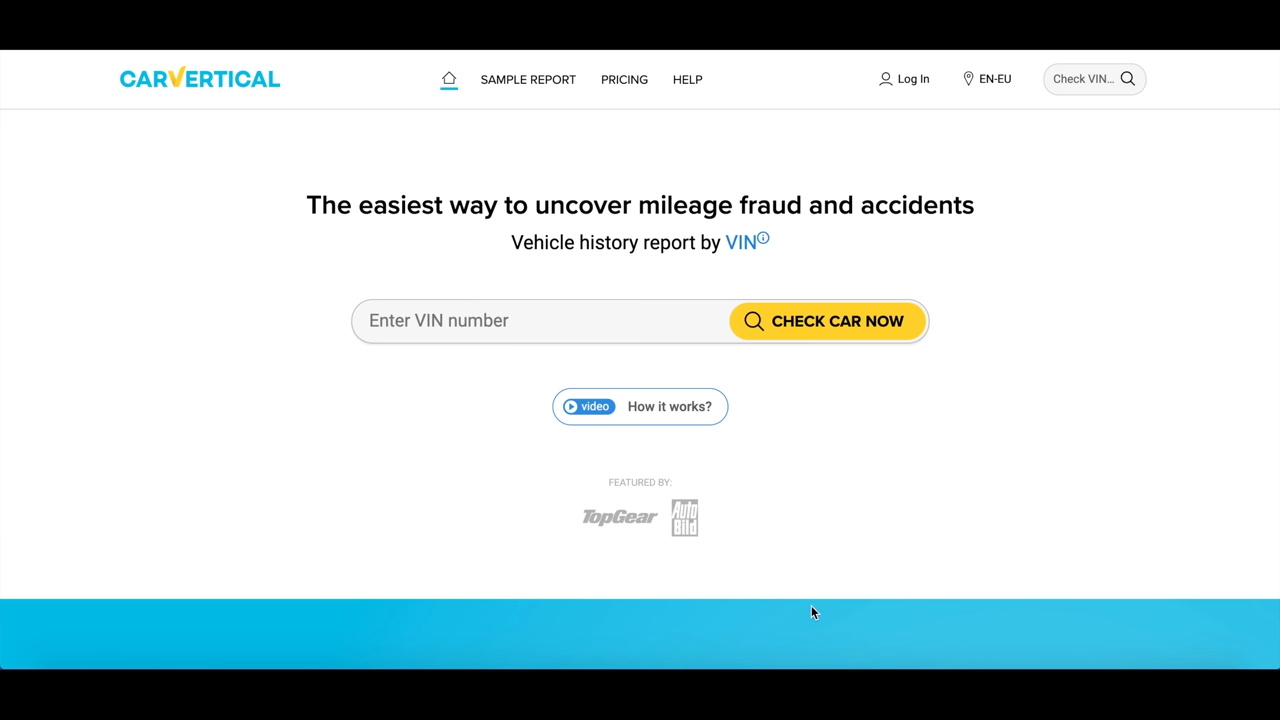 CARVERTICAL
SAMPLE REPORT
PRICING
HELP
Log In
EN-EU
Check VIN...
The easiest way to uncover mileage fraud and accidents
Vehicle history report by VIN
Enter VIN number
CHECK CAR NOW
video
How it works?
FEATURED BY:
TopGear
Auto
Bild